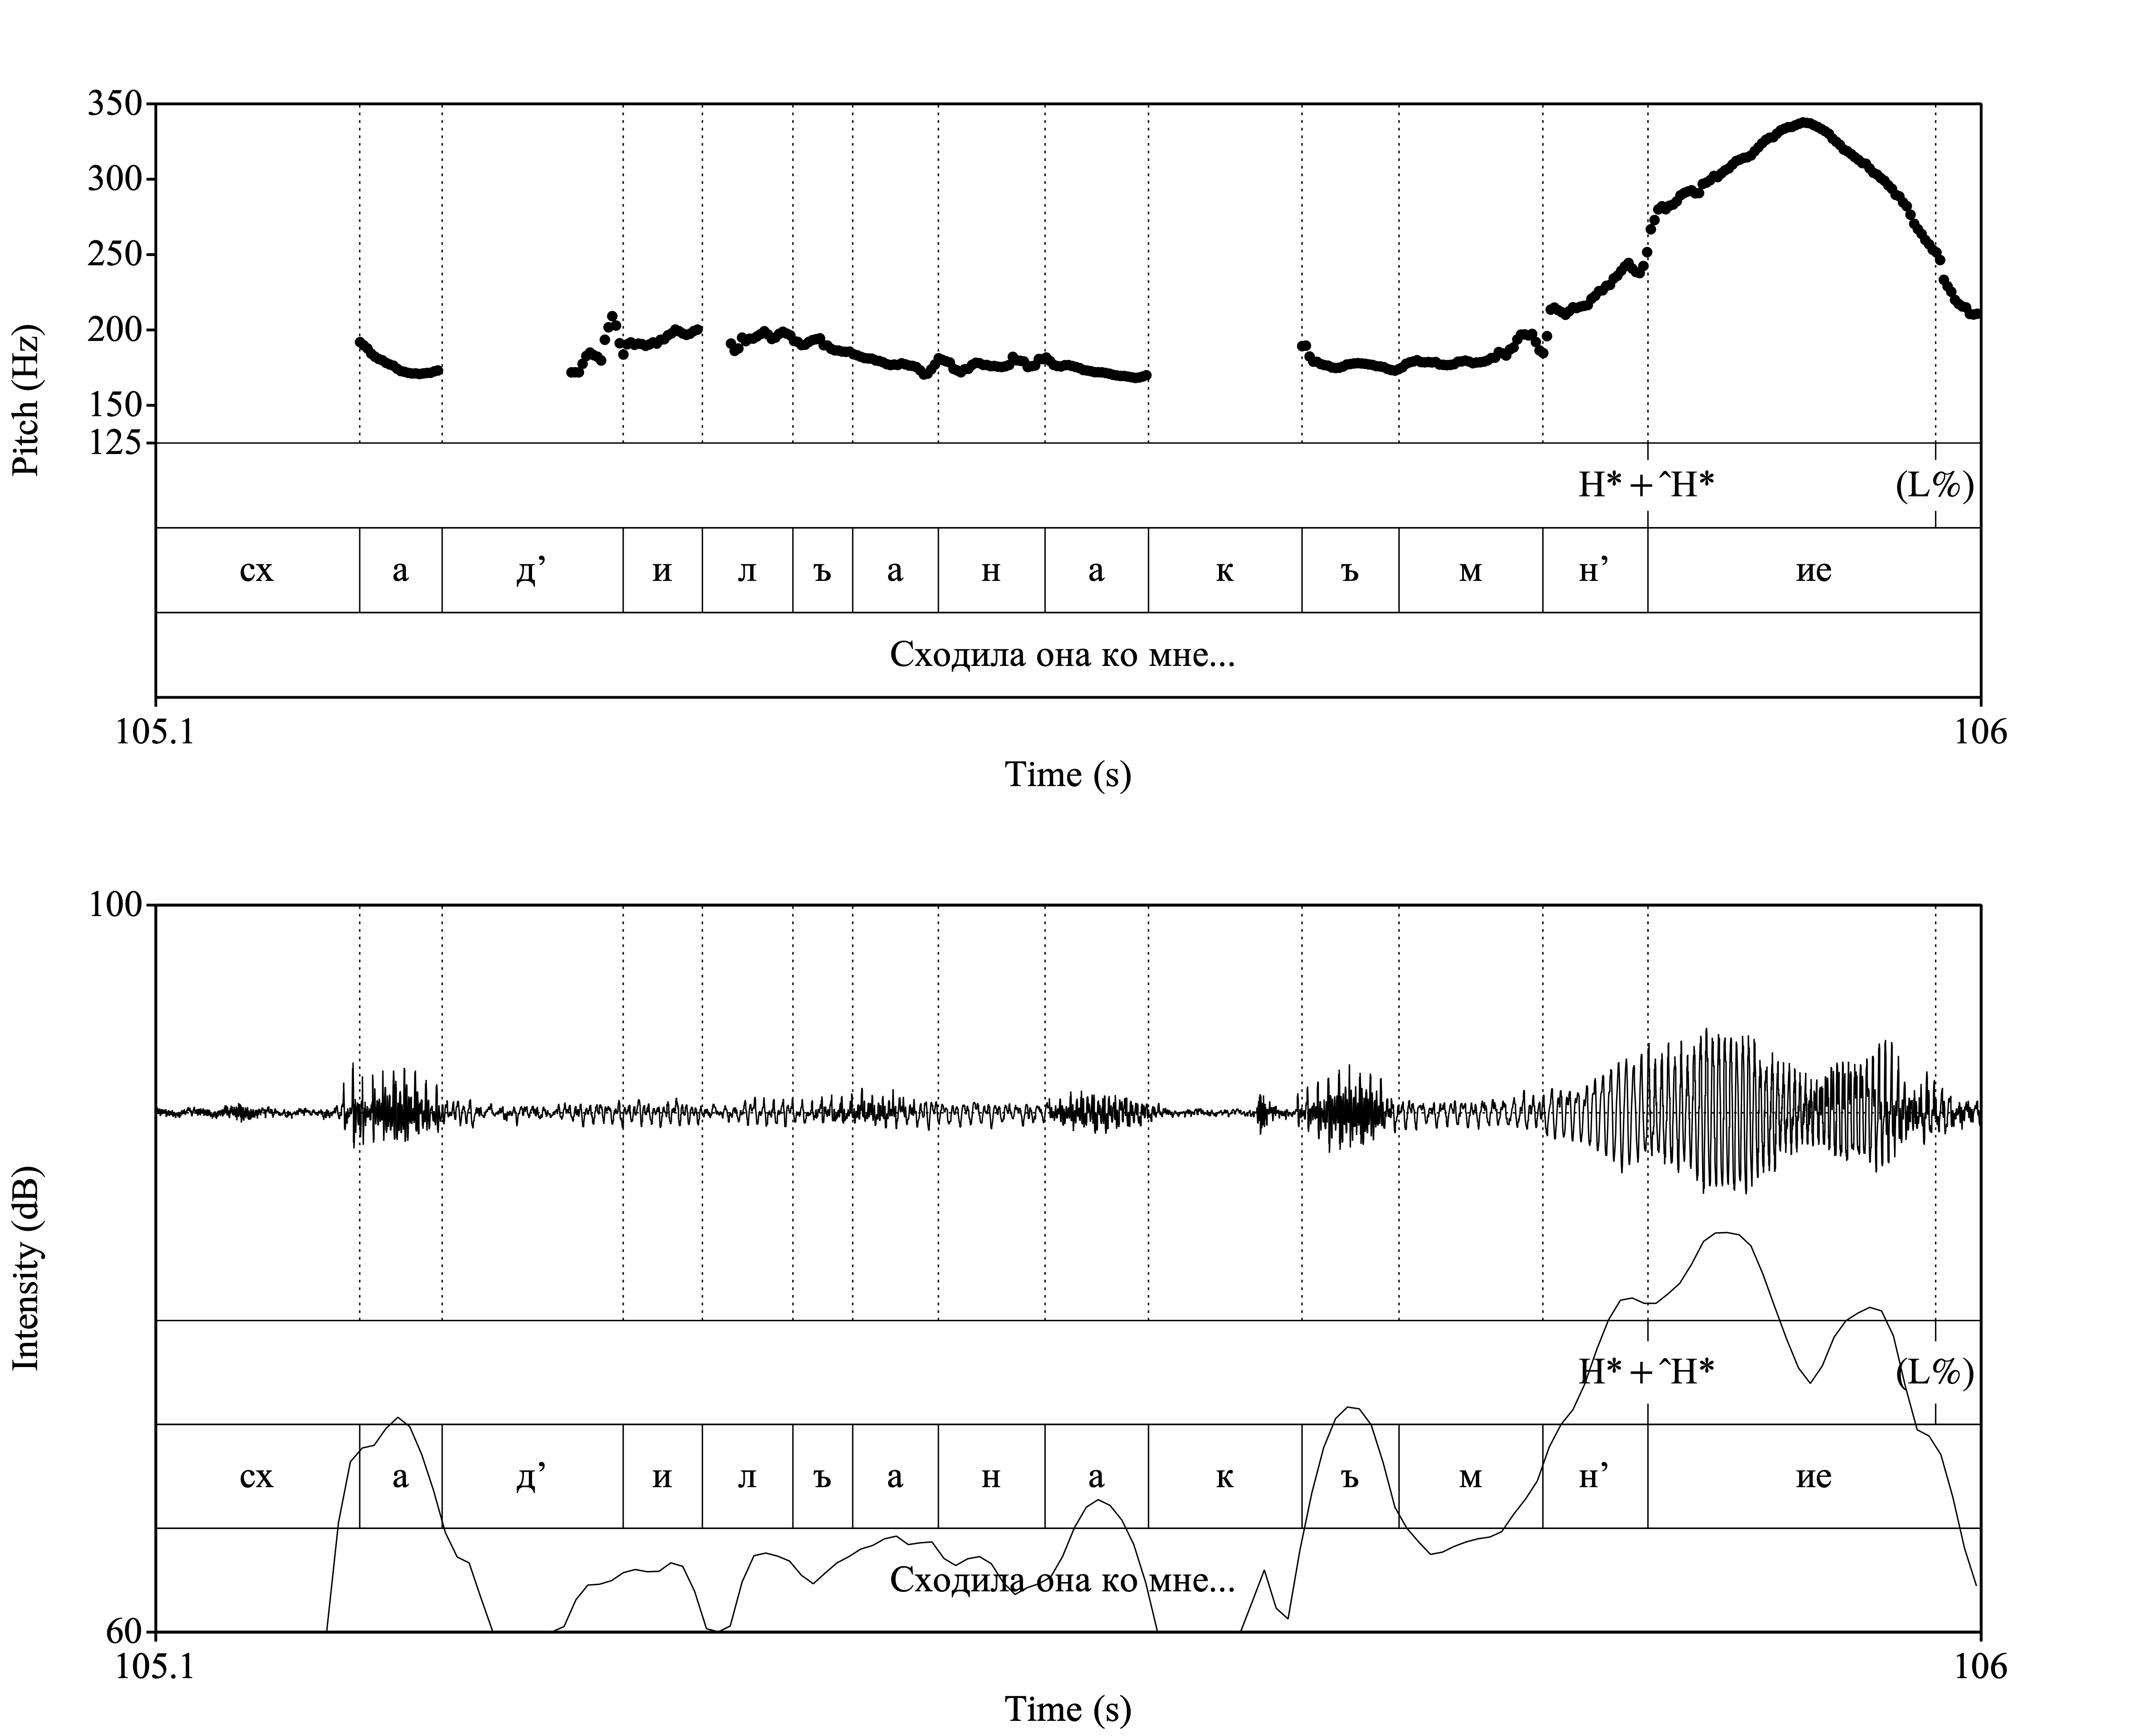 350
300
250
200
150
125
Pitch (Hz)
H* + ˆH* (L%)
сх а д’ и л ъ а н а к ъ м н’ ие
Сходила она ко мне...
105.1 106
Time (s)
100
Intensity (dB)
H* + ˆH* (L%)
сх а д’ и л ъ а н а к ъ м н’ ие
Сходила она ко мне...
60
105.1 106
Time (s)